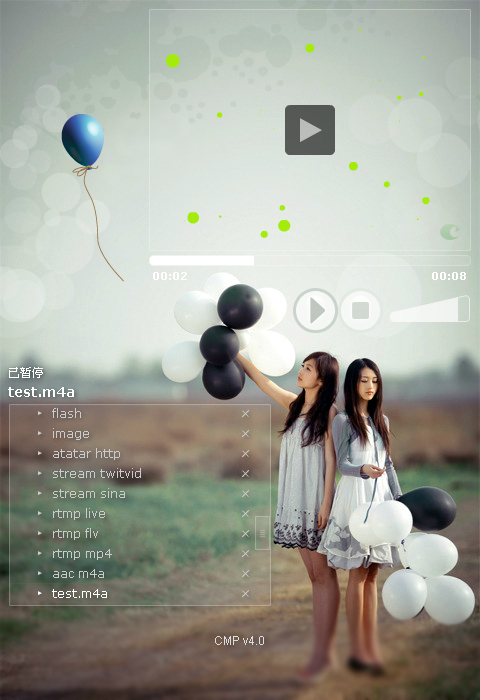 00:02
00:08
已暂停
test.m4a
flash
image
atatar http
stream twitvid
stream sina
rtmp live
rtmp flv
rtmp mp4
aac m4a
test.m4a
CMP v4.0